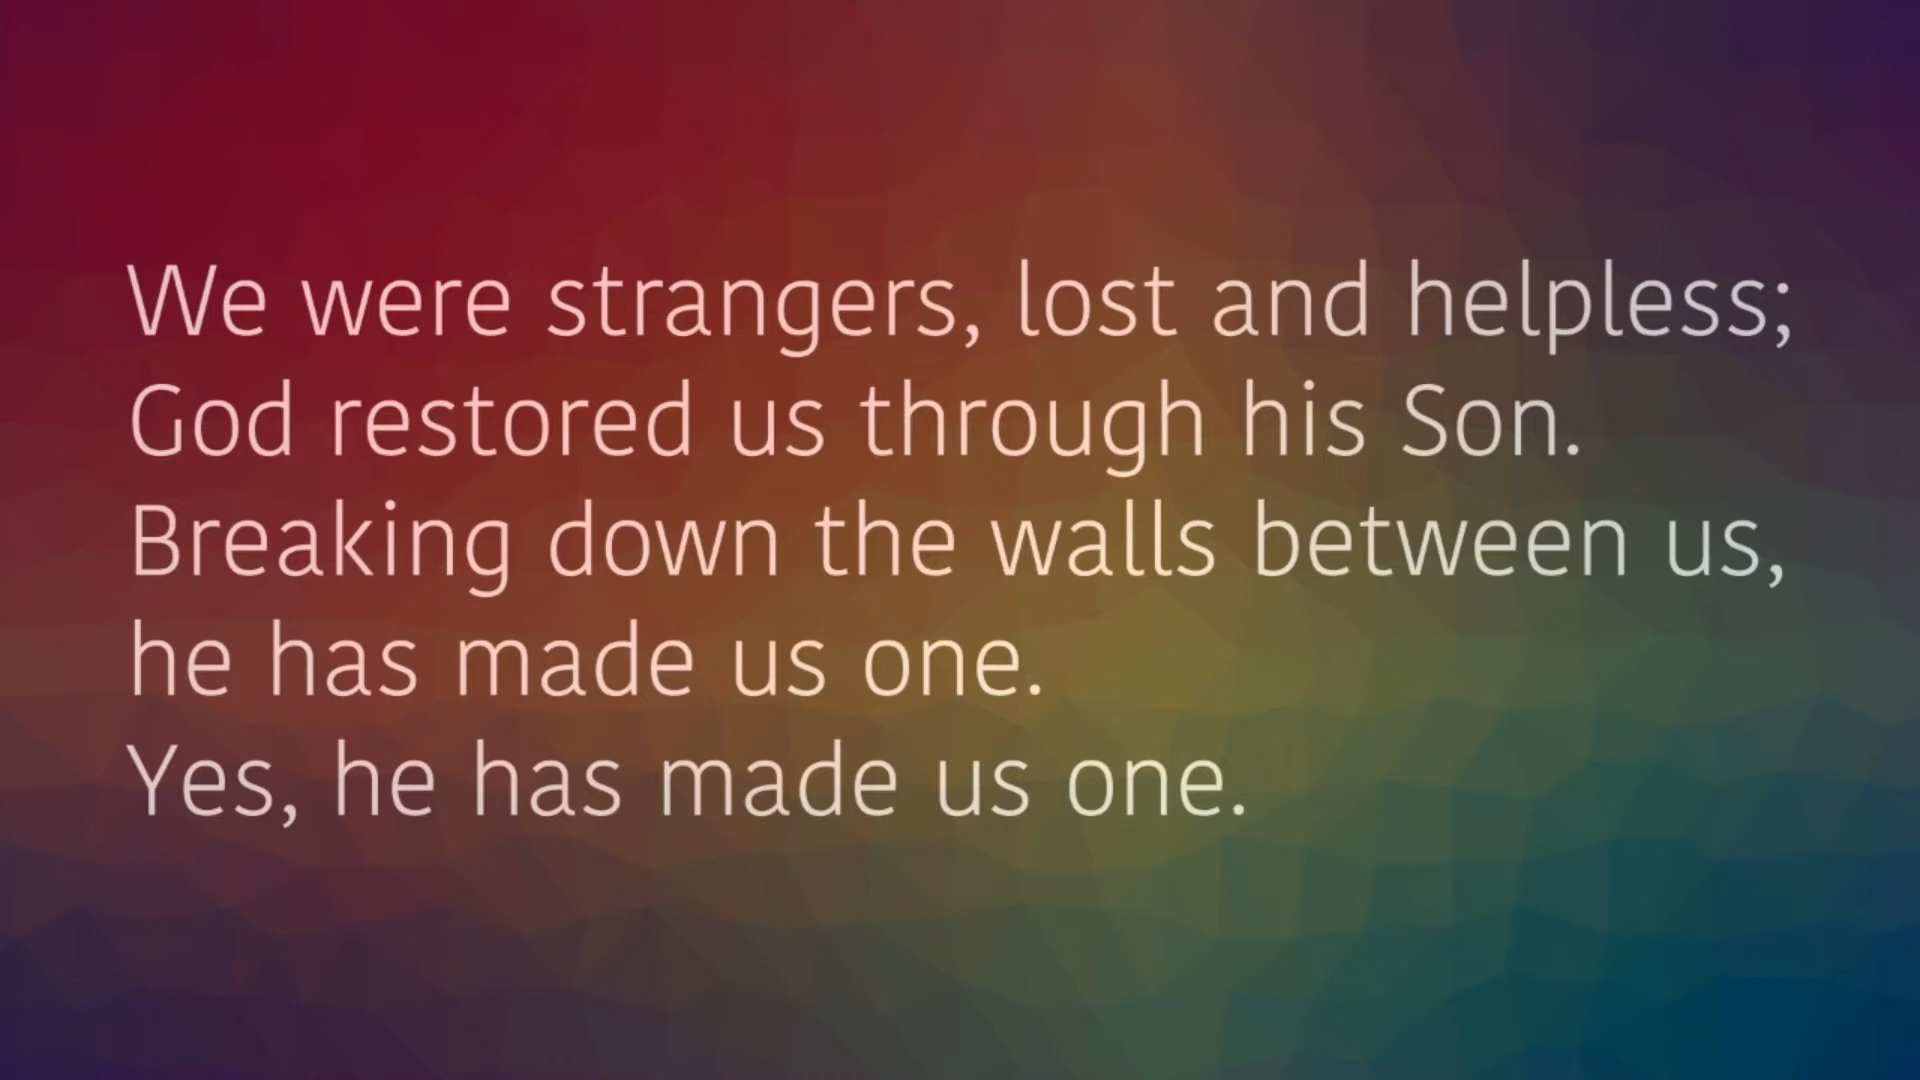 We were strangers, lost and helpless;
God restored us through his Son.
Breaking down the walls between us,
he has made us one.
Yes, he has made us one.